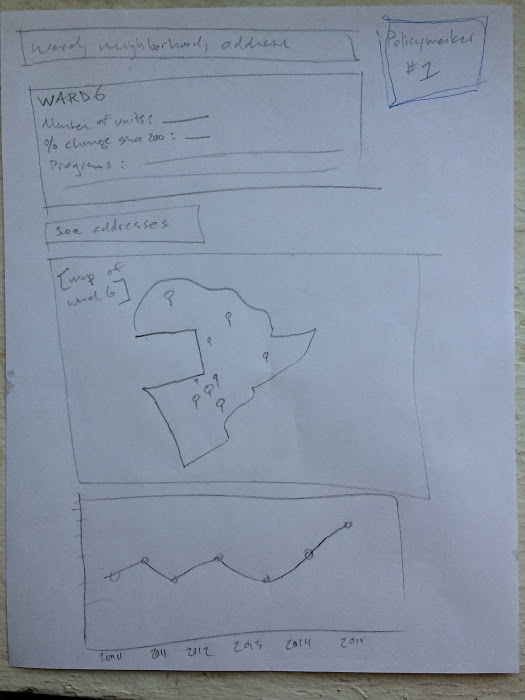 Ward, neighborhood, address
Policymaker
#1
WARD 6
Number of units:
% change since 200:
Programs:
see addresses
[map of
ward 6]
2010 2011 2012 2013 2014 2015